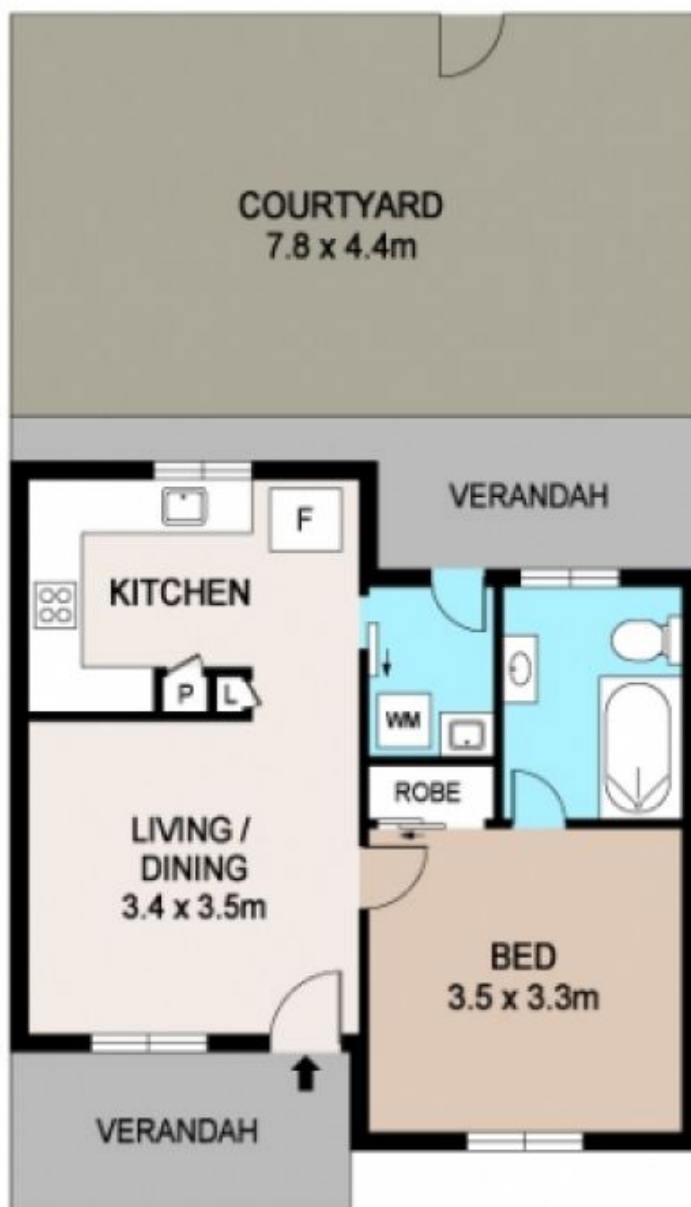 COURTYARD
7.8 x 4.4m
VERANDAH
F
KITCHEN
P
L
WM
ROBE
LIVING /
DINING
3.4 x 3.5m
BED
3.5 x 3.3m
VERANDAH